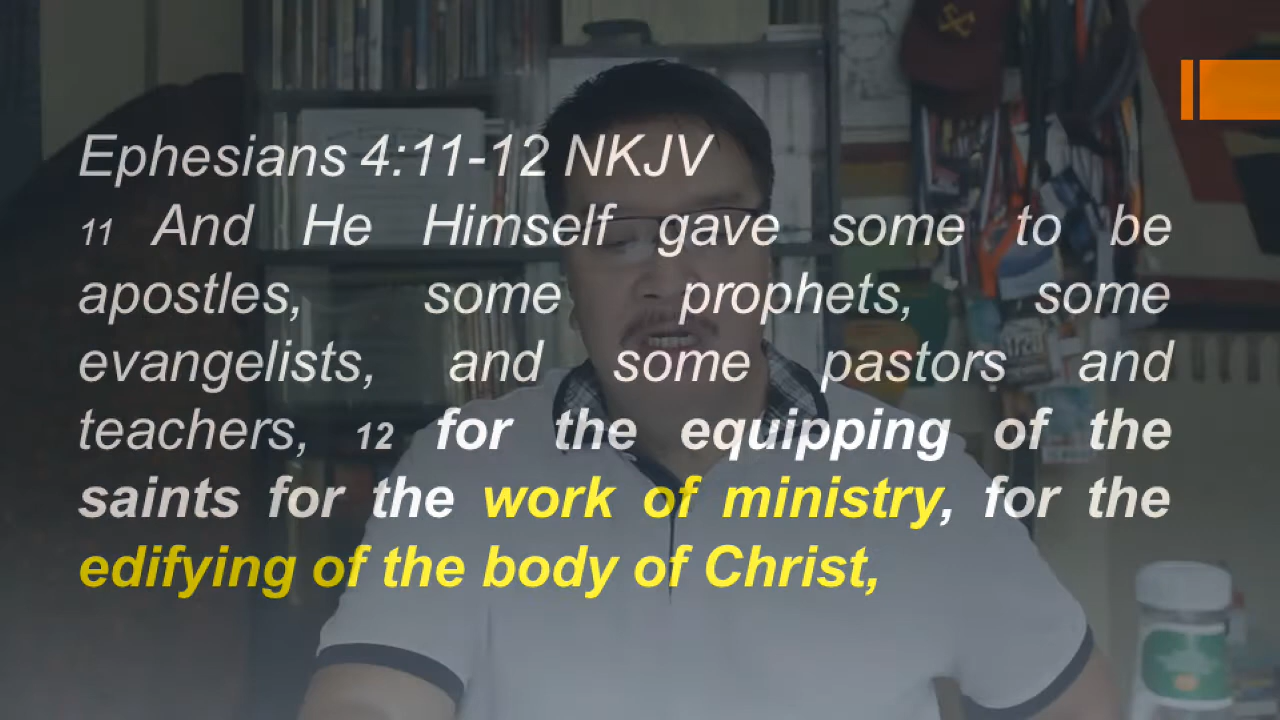 Ephesians 4:11-12 NKJV
11 And He Himself gave some to be
apostles, some prophets, some
evangelists, and some pastors and
teachers, 12 for the equipping of the
saints for the work of ministry, for the
edifying of the body of Christ,